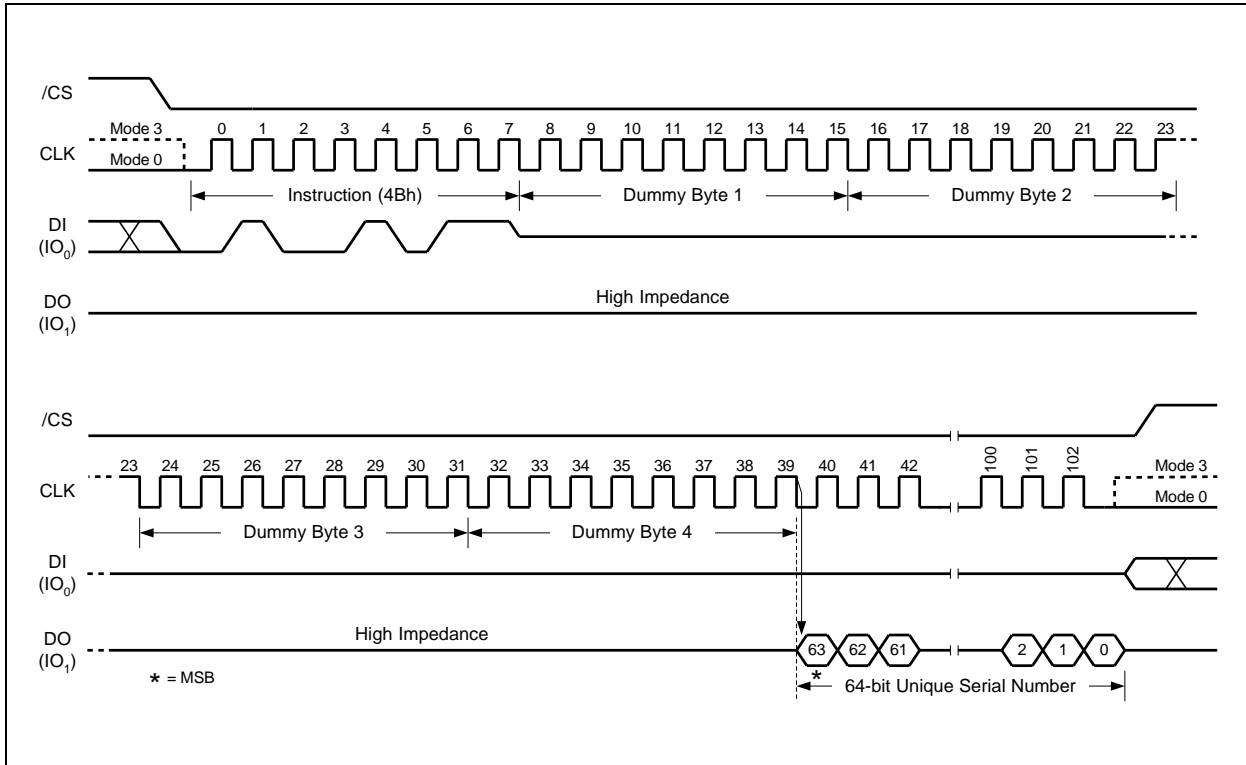 /CS
Mode 3 0 1 2 3 4 5 6 7 8 9 10 11 12 13 14 15 16 17 18 19 20 21 22 23
CLK
Mode 0
Instruction (4Bh) Dummy Byte 1 Dummy Byte 2
DI
(IO0)
High Impedance
DO
(IO1)
/CS
23 24 25 26 27 28 29 30 31 32 33 34 35 36 37 38 39 40 41 42 100 101 102 Mode 3
CLK
Mode 0
Dummy Byte 3 Dummy Byte 4
DI
(IO0)
High Impedance
DO
(IO1)
63 62 61 2 1 0
* = MSB
*
64-bit Unique Serial Number